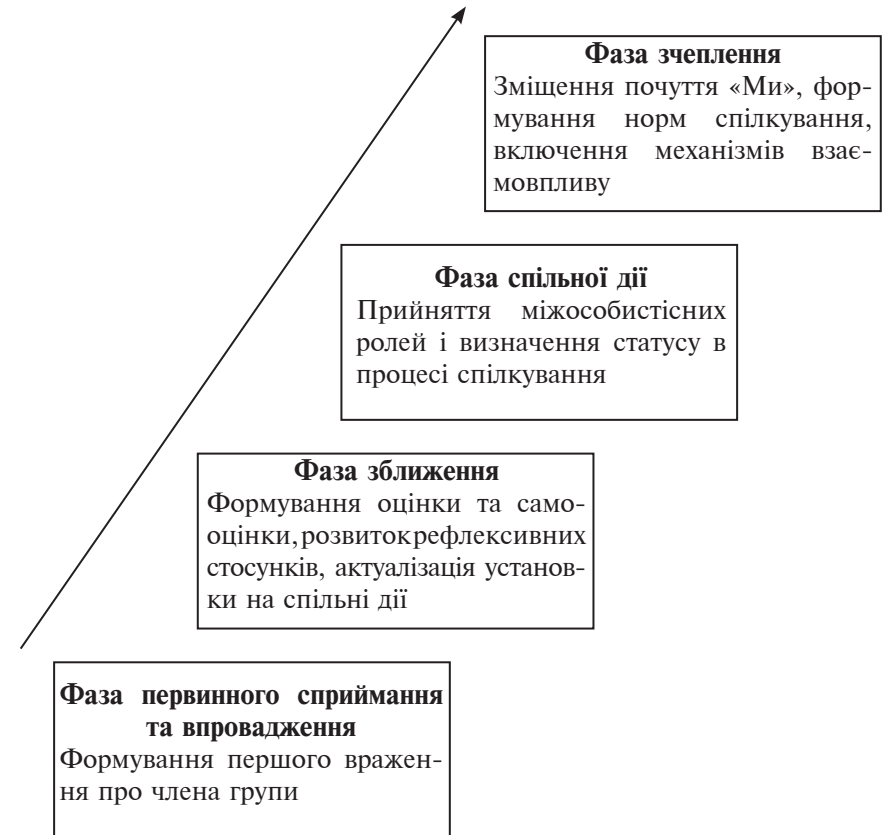 Фаза зчеплення
Зміщення почуття «Ми», фор-
мування норм спілкування,
включення механізмів взає-
мовпливу
Фаза спільної дії
Прийняття міжособистісних
ролей і визначення статусу в
процесі спілкування
Фаза зближення
Формування оцінки та само-
оцінки, розвиток рефлексивних
стосунків, актуалізація установ-
ки на спільні дії
Фаза первинного сприймання
та впровадження
Формування першого вражен-
ня про члена групи